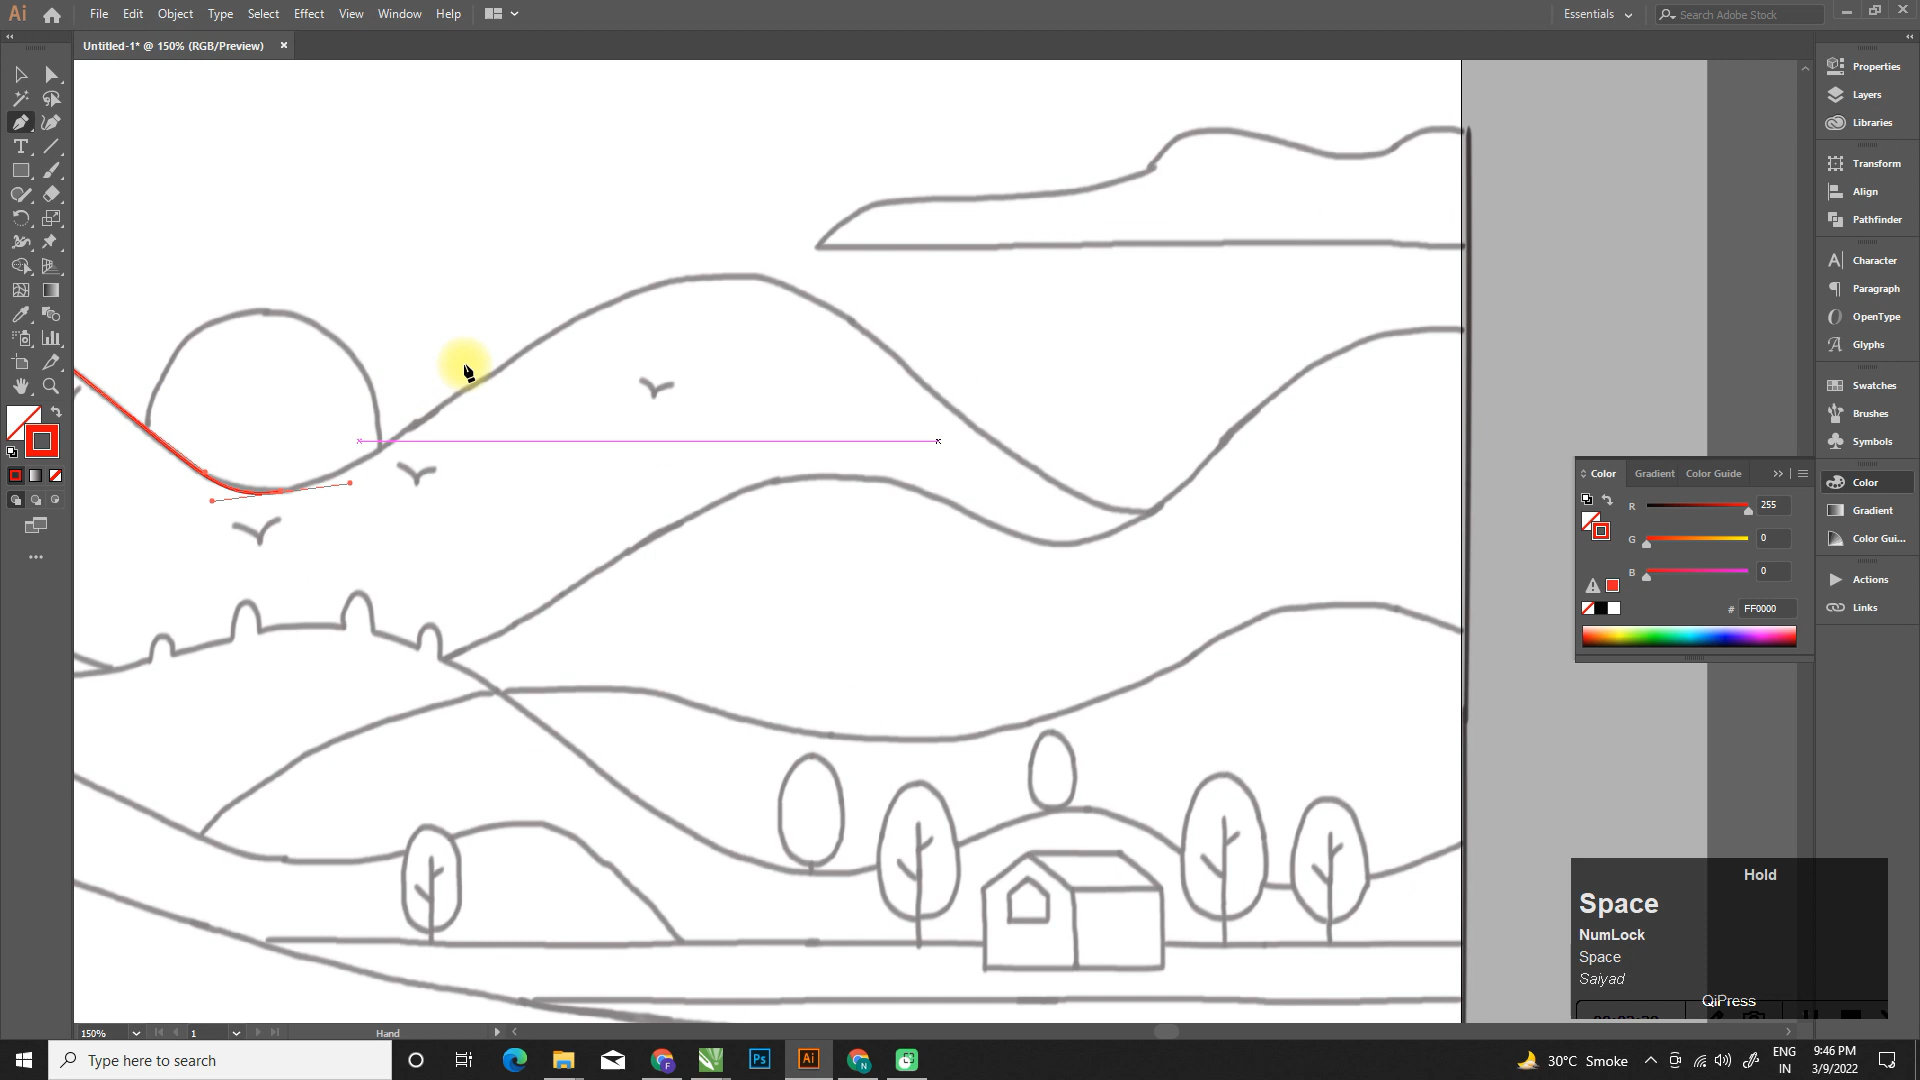 Ai
File Edit Object Type Select Effect View Window Help
Essentials
Search Adobe Stock
Untitled-1* @ 150% (RGB/Preview)
Properties
Layers
Libraries
Transform
Align
Pathfinder
Character
Paragraph
OpenType
Glyphs
Swatches
Brushes
Symbols
Color
Gradient
Color Gui...
Actions
Links
Color Gradient Color Guide
R 255
G 0
B 0
# FF0000
Hold
Space
NumLock
Space
Saiyad
QiPress
150% 1 Hand
Type here to search
Ps
Ai
30°C Smoke
ENG
IN
9:46 PM
3/9/2022